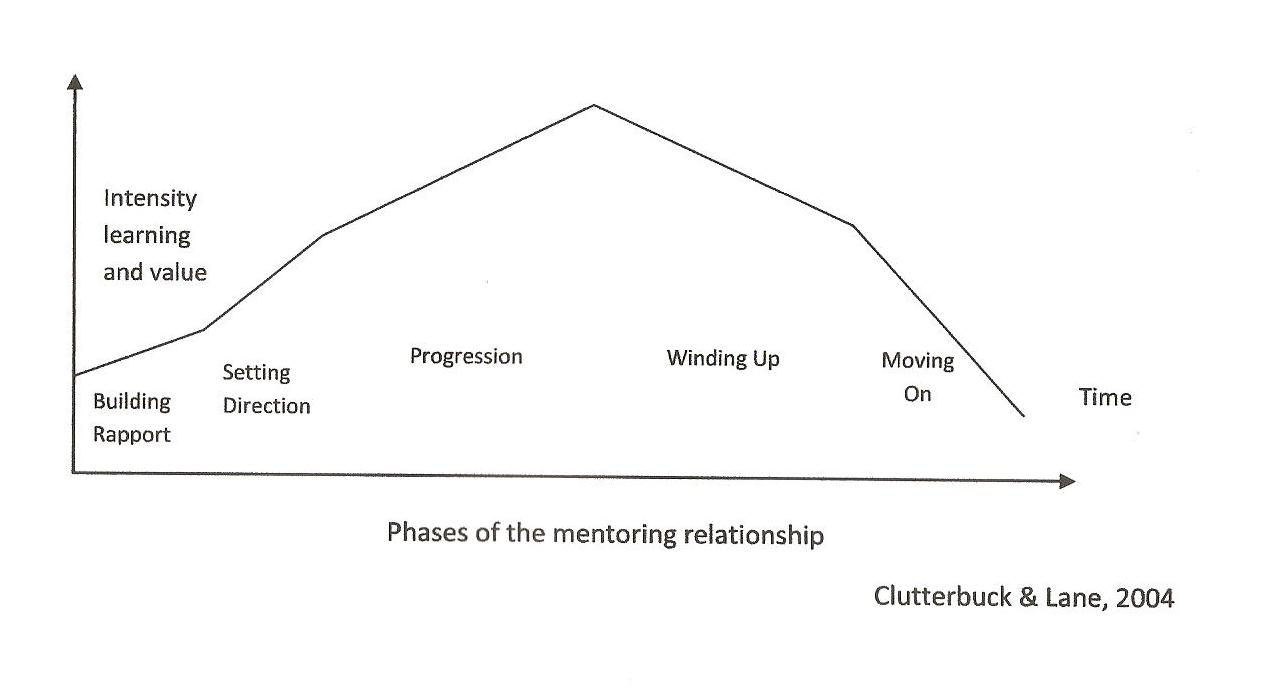 Intensity
learning
and value
Building
Rapport
Setting
Direction
Progression
Winding Up
Moving
On
Time
Phases of the mentoring relationship
Clutterbuck & Lane, 2004